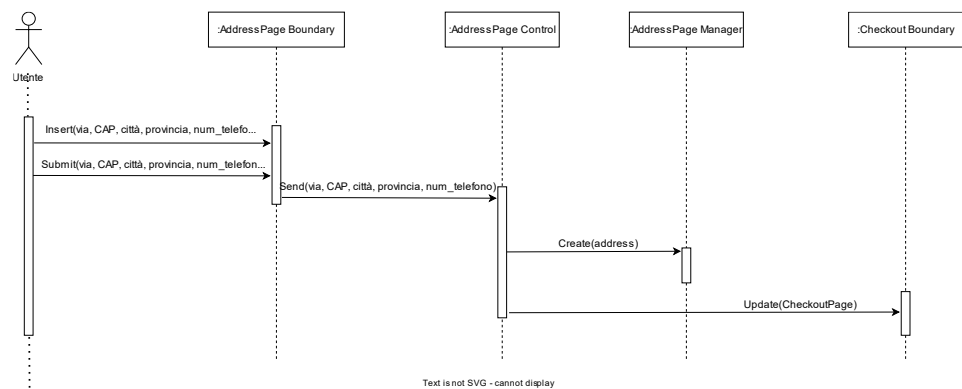 :AddressPage Boundary
:AddressPage Control
:AddressPage Manager
:Checkout Boundary
Utente
Insert(via, CAP, città, provincia, num_telefo...
Submit(via, CAP, città, provincia, num_telefon...
Send(via, CAP, città, provincia, num_telefono)
Create(address)
Update(CheckoutPage)
Text is not SVG - cannot display